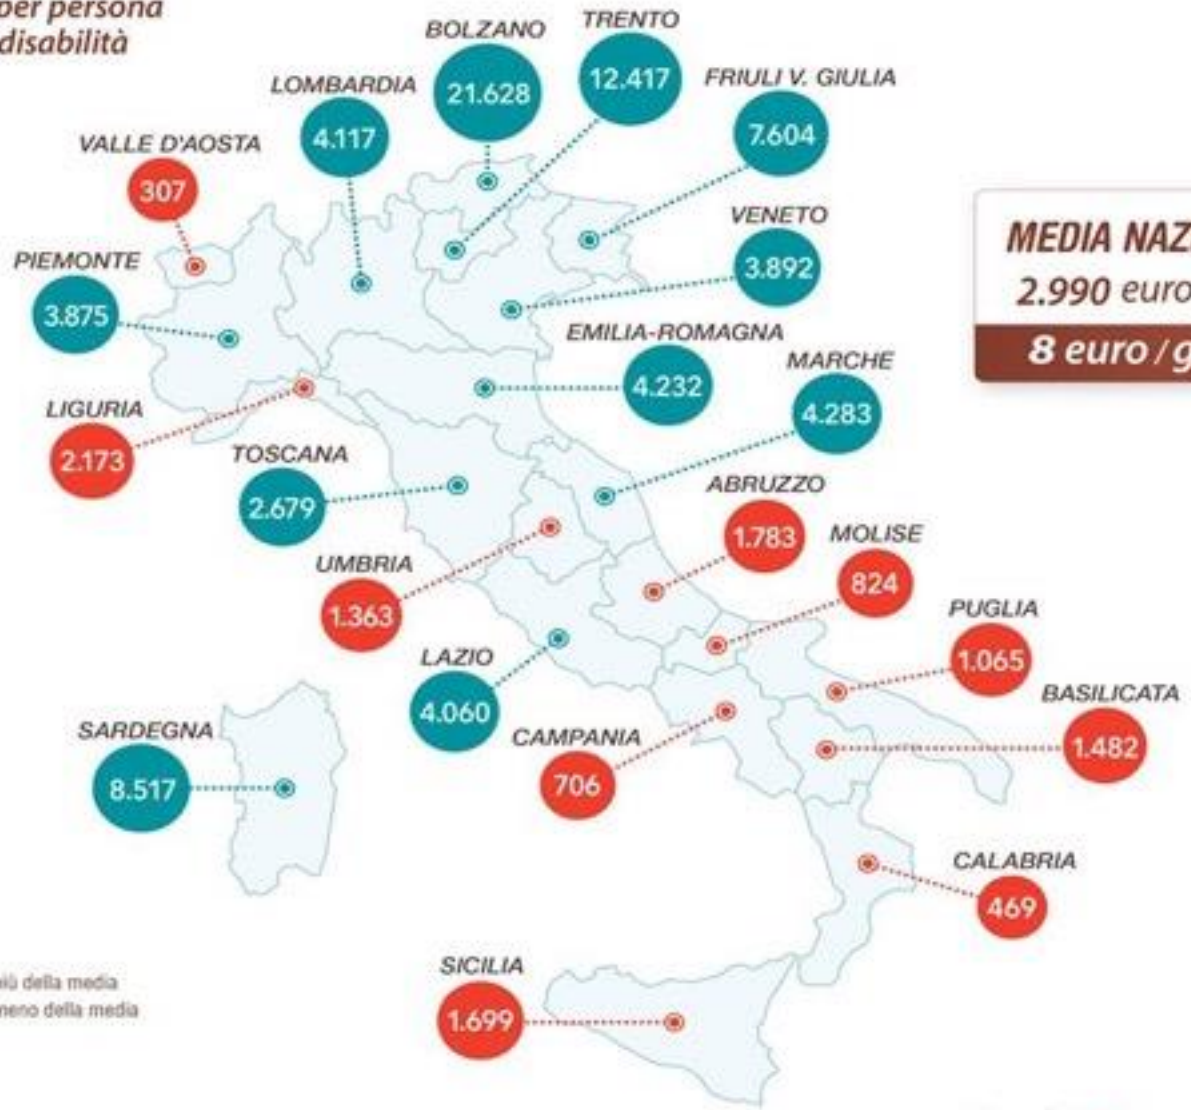 per persona
disabilità
BOLZANO
21.628
TRENTO
12.417
LOMBARDIA
4.117
FRIULI V. GIULIA
7.604
VALLE D'AOSTA
307
VENETO
3.892
PIEMONTE
3.875
MEDIA NAZ
2.990 euro
8 euro / g
EMILIA-ROMAGNA
4.232
MARCHE
4.283
LIGURIA
2.173
TOSCANA
2.679
ABRUZZO
1.783
MOLISE
824
UMBRIA
1.363
PUGLIA
1.065
LAZIO
4.060
BASILICATA
1.482
SARDEGNA
8.517
CAMPANIA
706
CALABRIA
469
SICILIA
1.699
più della media
meno della media